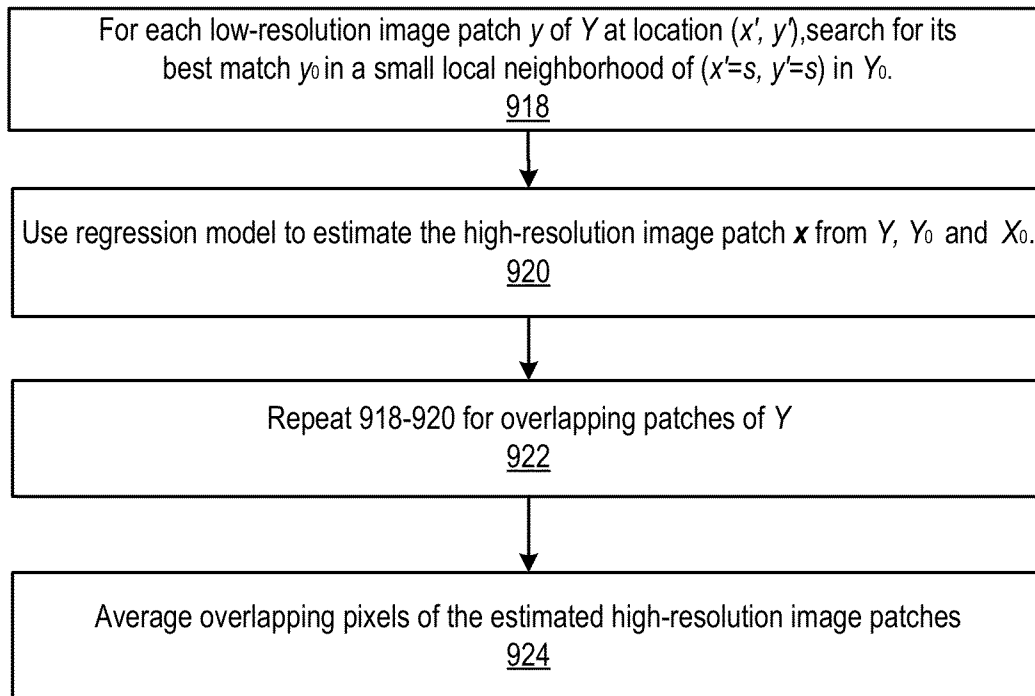 For each low-resolution image patch y of Y at location (x', y'),search for its
best match y0 in a small local neighborhood of (x'=s, y'=s) in Y0.
918
Use regression model to estimate the high-resolution image patch x from Y, Y0 and X0.
920
Repeat 918-920 for overlapping patches of Y
922
Average overlapping pixels of the estimated high-resolution image patches
924